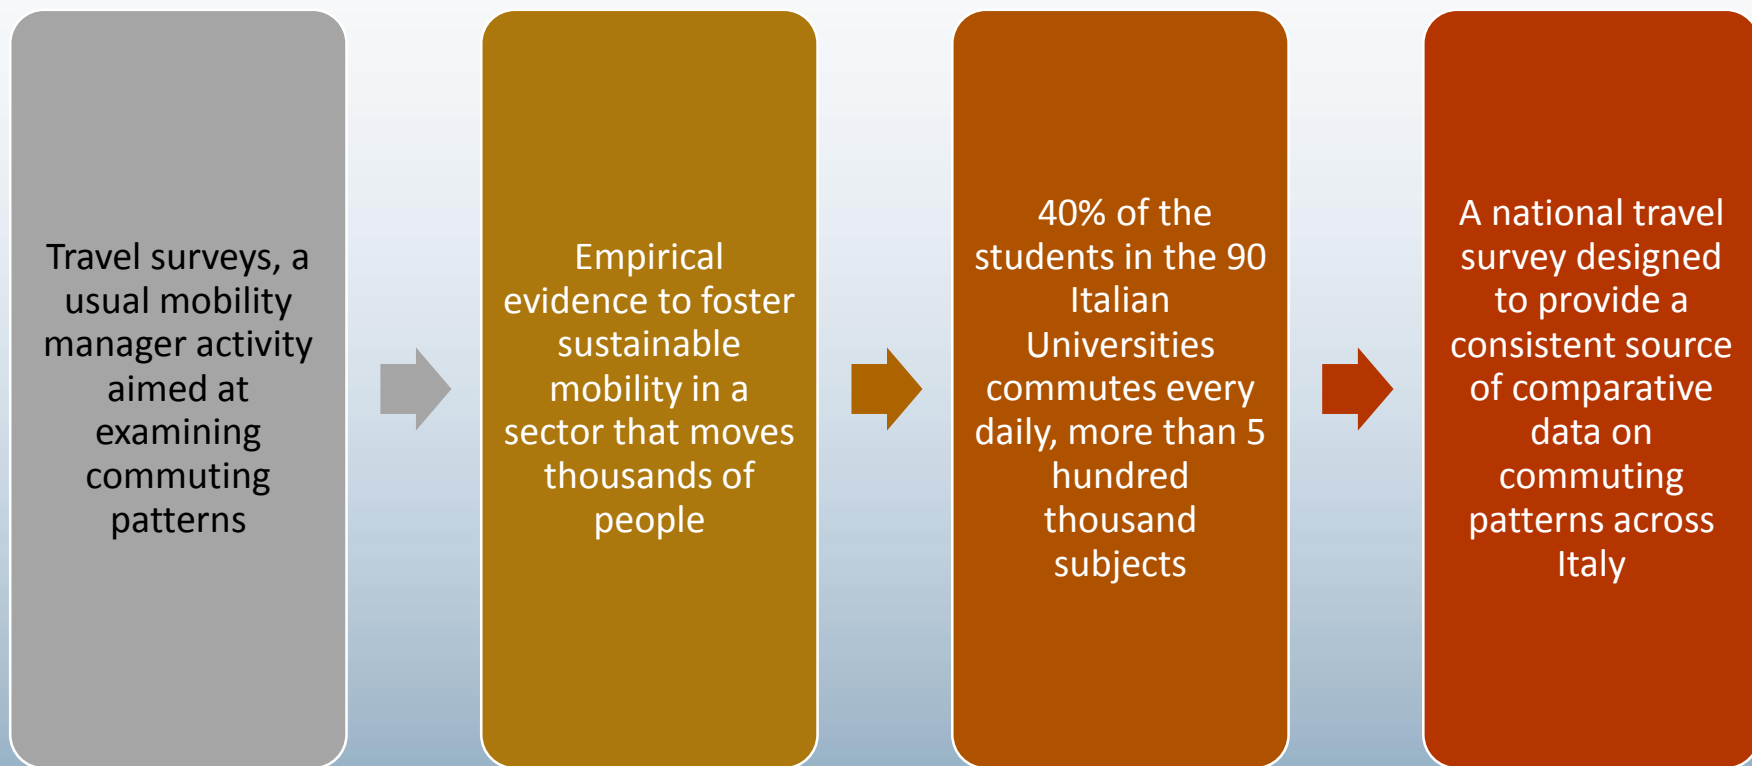 Travel surveys, a
usual mobility
manager activity
aimed at
examining
commuting
patterns
Empirical
evidence to foster
sustainable
mobility in a
sector that moves
thousands of
people
40% of the
students in the 90
Italian
Universities
commutes every
daily, more than 5
hundred
thousand
subjects
A national travel
survey designed
to provide a
consistent source
of comparative
data on
commuting
patterns across
Italy